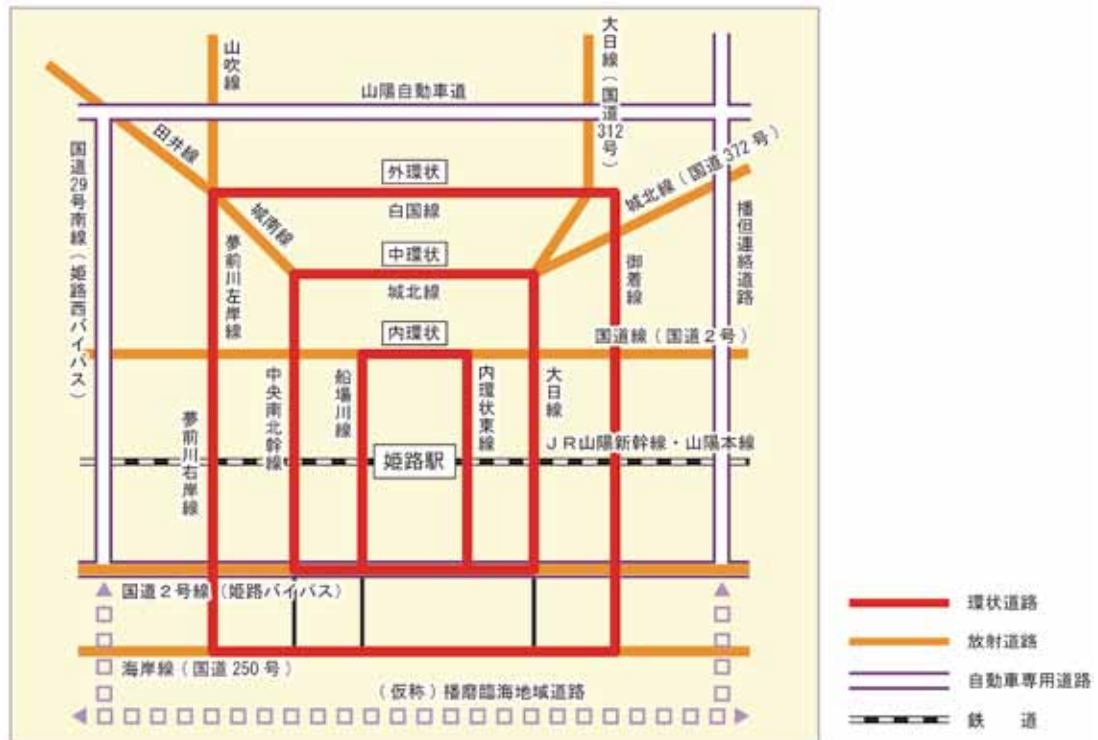 山吹線
大日線（国道312号）
山陽自動車道
田井線
国道29号南線（姫路西バイパス）
外環状
白国線
城北線（国道372号）
城南線
夢前川左岸線
中環状
城北線
御着線
播但連絡道路
内環状
国道線（国道２号）
中央南北幹線
船場川線
内環状東線
大日線
夢前川右岸線
姫路駅
ＪＲ山陽新幹線・山陽本線
国道２号線（姫路バイパス）
海岸線（国道250号）
（仮称）播磨臨海地域道路
環状道路
放射道路
自動車専用道路
鉄　道